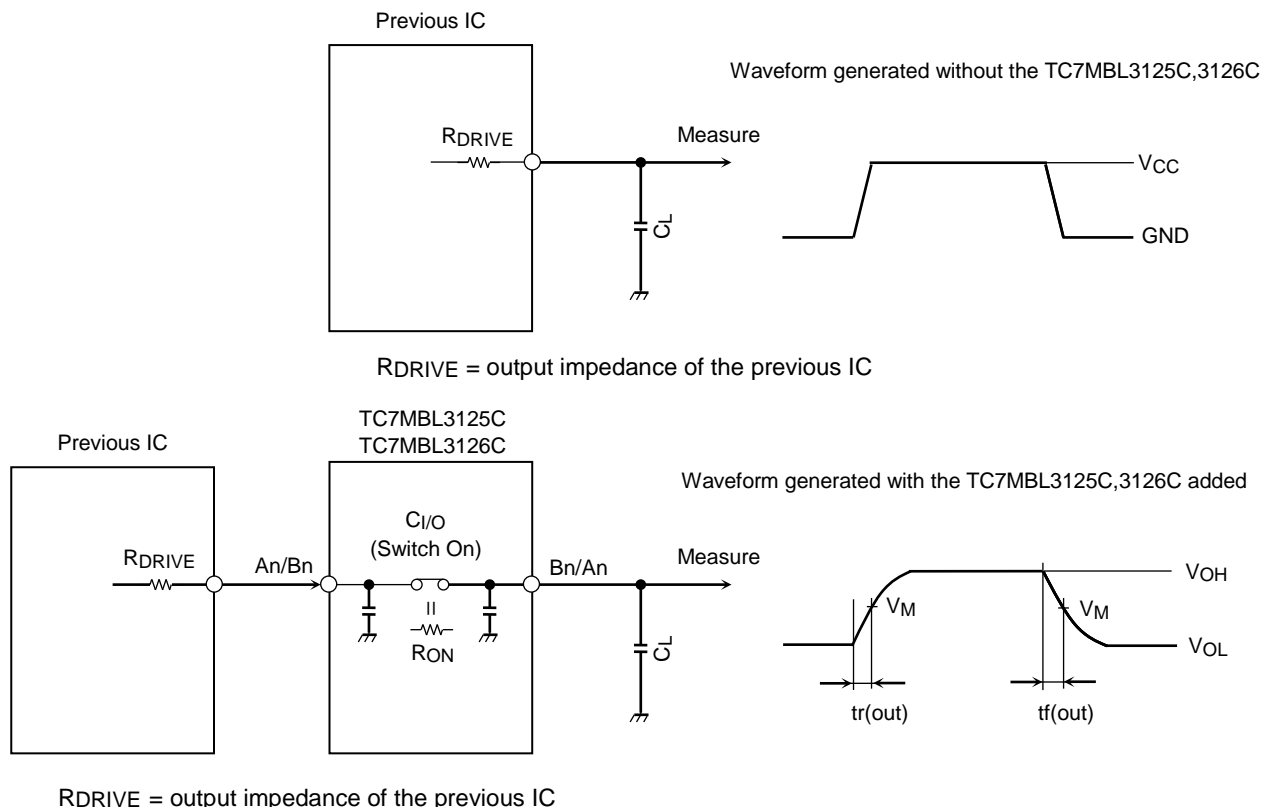 Previous IC
Waveform generated without the TC7MBL3125C,3126C
RDRIVE
Measure
CL
VCC
GND
RDRIVE = output impedance of the previous IC
Previous IC
TC7MBL3125C
TC7MBL3126C
Waveform generated with the TC7MBL3125C,3126C added
RDRIVE
An/Bn
CI/O
(Switch On)
=
RON
Bn/An
Measure
CL
VOH
VM
VM
VOL
tr(out)
tf(out)
RDRIVE = output impedance of the previous IC